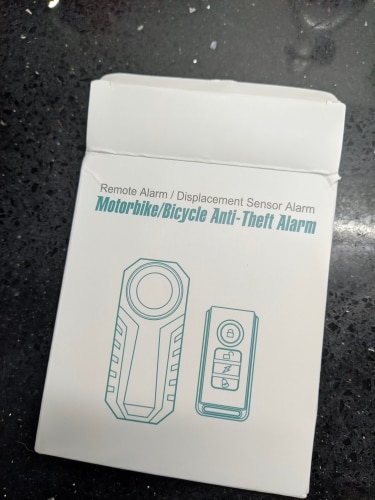 Remote Alarm / Displacement Sensor Alarm
Motorbike/Bicycle Anti-Theft Alarm